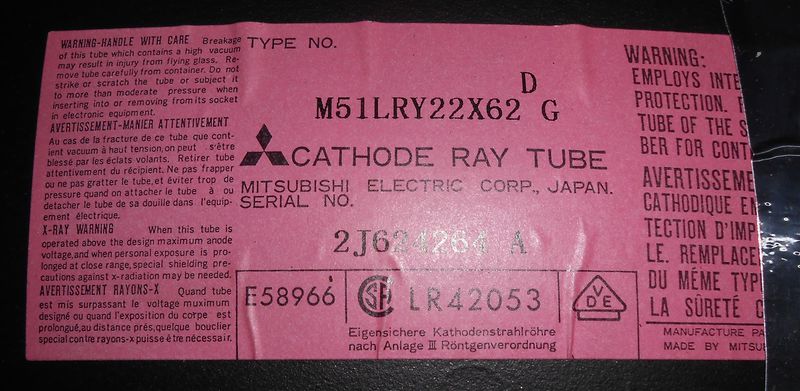 WARNING-HANDLE WITH CARE Breakage
of this tube which contains a high vacuum
may result in injury from flying glass. Re-
move tube carefully from container. Do not
strike or scratch the tube or subject it
to more than moderate pressure when
inserting into or removing from its socket
in electronic equipment.
AVERTISSEMENT-MANIER ATTENTIVEMENT
Au cas de la fracture de ce tube que cont-
ient vacuum à haut tension, on peut s'être
blessé par les éclats volants. Retirer tube
attentivement du récipient. Ne pas frapper
ou ne pas gratter le tube, et éviter trop de
pressure quand on attacher le tube à ou
detacher le tube de sa douille dans l'equip-
ement électrique.
X-RAY WARNING When this tube is
operated above the design maximum anode
voltage, and when personal exposure is pro-
longed at close range, special shielding pre-
cautions against x-radiation may be needed.
AVERTISSEMENT RAYONS-X Quand tube
est mis surpassant le voltage maximum
designé ou quand l'exposition du corpe est
prolongué, au distance prés, quelque bouclier
special contre rayons-x puisse être nécessair.
TYPE NO.
D
M51LRY22X62 G
CATHODE RAY TUBE
MITSUBISHI ELECTRIC CORP., JAPAN.
SERIAL NO.
2J624264 A
E58966
SA LR42053
VDE
Eigensichere Kathodenstrahlröhre
nach Anlage III Röntgenverordnung
WARNING:
EMPLOYS INTE
PROTECTION.
TUBE OF THE S
BER FOR CONT
AVERTISSEME
CATHODIQUE EM
TECTION D'IMP
LE. REMPLACE
DU MÉME TYP
LA SÛRETÉ C
MANUFACTURE PA
MADE BY MITSU